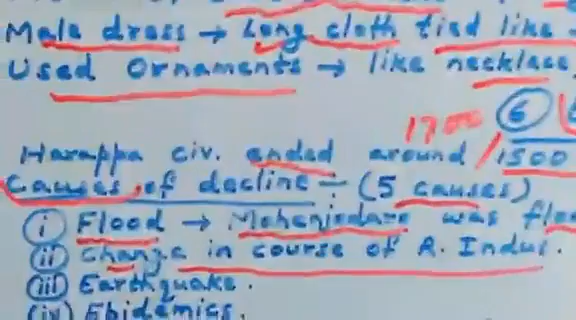 Male dress → Long cloth tied like
Used Ornaments → like necklace,
6
1700
Harappa civ. ended around /1500
Causes of decline :- (5 causes)
(i) Flood → Mohenjodaro was
(ii) Change in course of R. Indus.
(iii) Earthquake.
(iv) Epidemics.